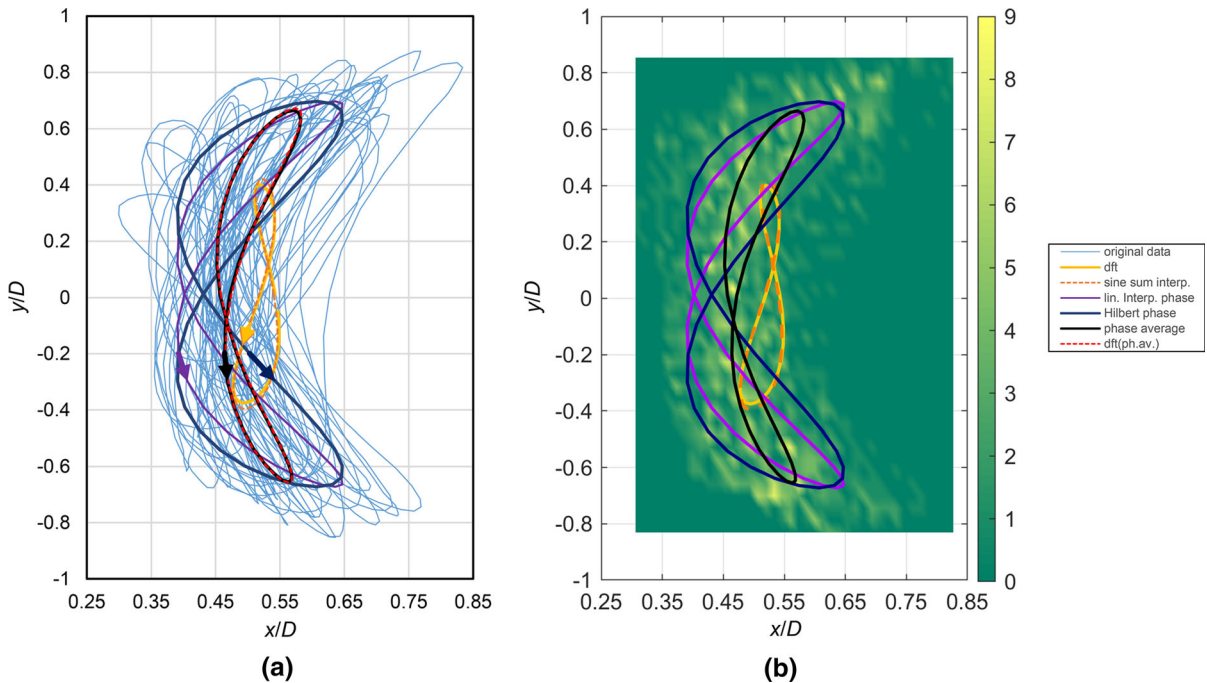 1
0.8
0.6
0.4
0.2
0
-0.2
-0.4
-0.6
-0.8
-1
y/D
0.25 0.35 0.45 0.55 0.65 0.75 0.85
x/D
(a)
1
0.8
0.6
0.4
0.2
0
-0.2
-0.4
-0.6
-0.8
-1
y/D
0.25 0.35 0.45 0.55 0.65 0.75 0.85
x/D
(b)
9
8
7
6
5
4
3
2
1
0
original data
dft
sine sum interp.
lin. Interp. phase
Hilbert phase
phase average
dft(ph.av.)